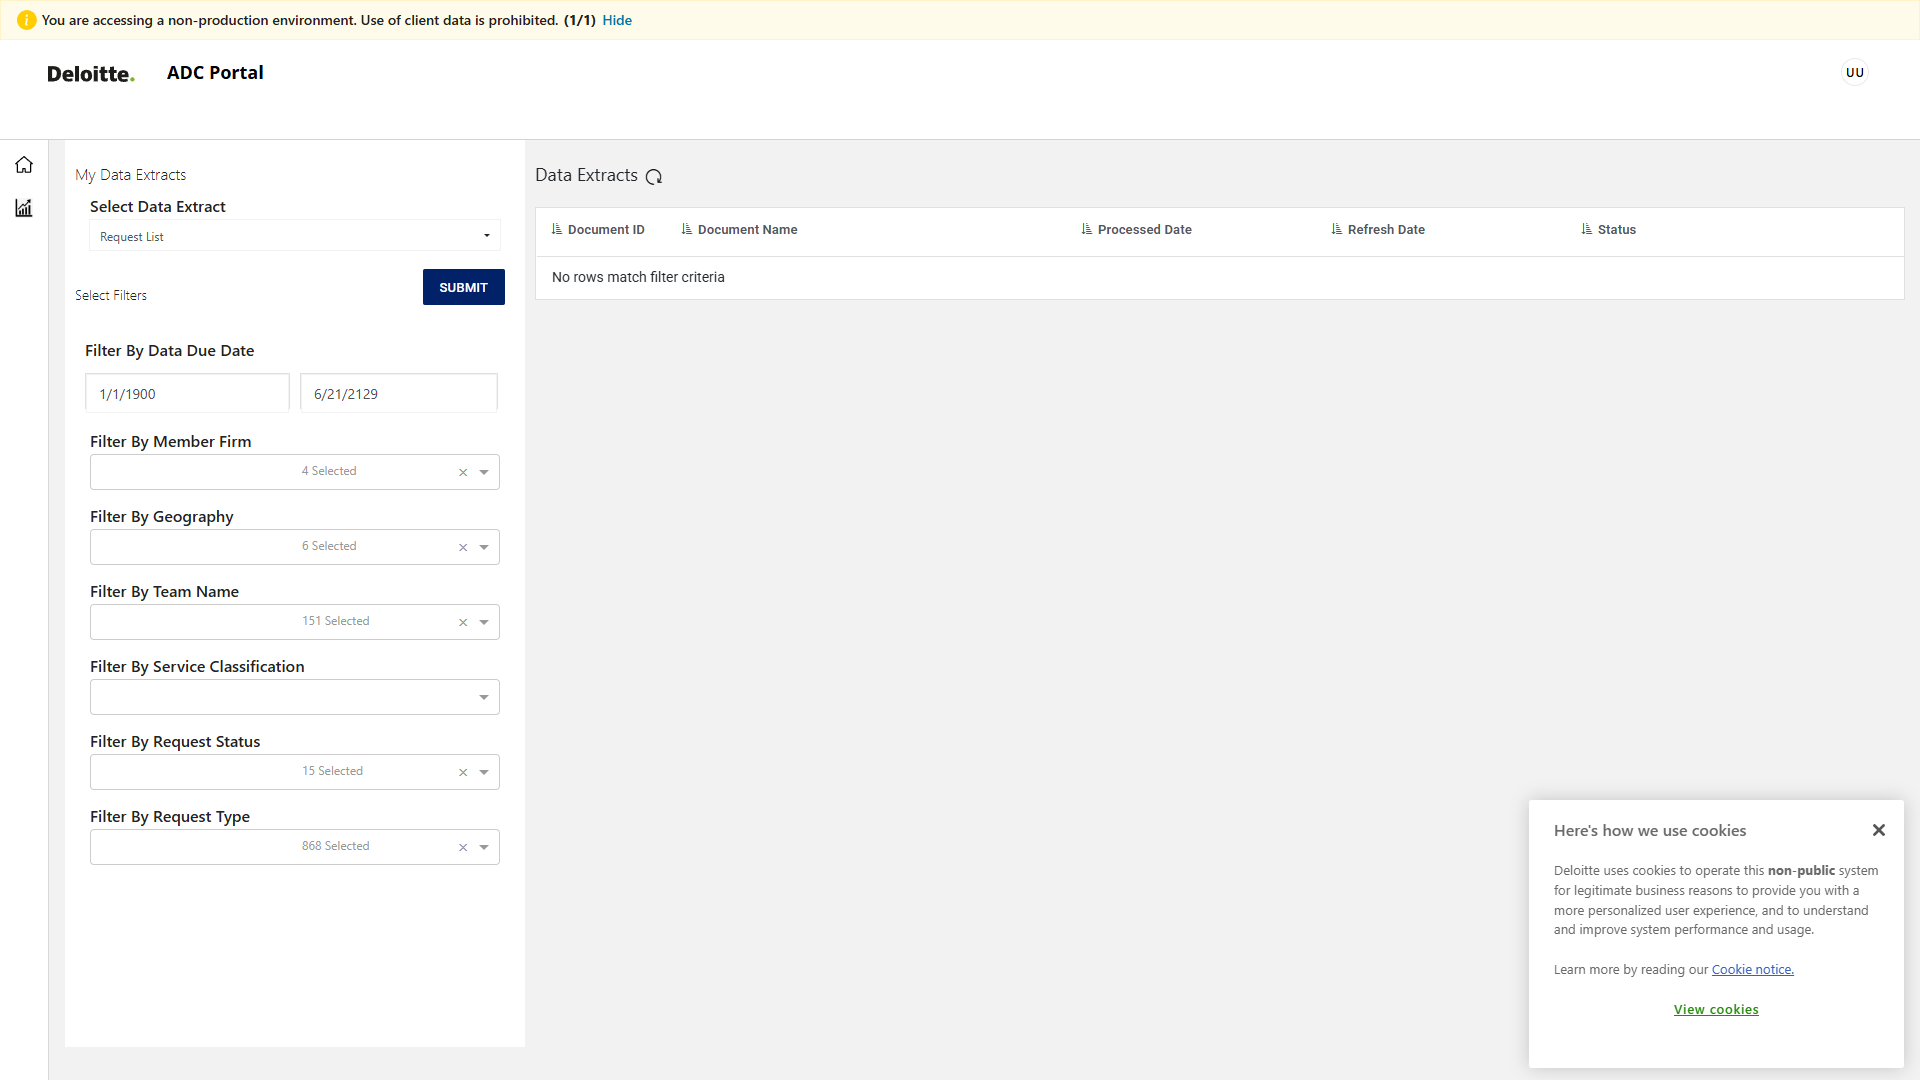 You are accessing a non-production environment. Use of client data is prohibited. (1/1) Hide
Deloitte. ADC Portal
UU
My Data Extracts
Select Data Extract
Request List
Select Filters
SUBMIT
Filter By Data Due Date
1/1/1900
6/21/2129
Filter By Member Firm
4 Selected
Filter By Geography
6 Selected
Filter By Team Name
151 Selected
Filter By Service Classification
Filter By Request Status
15 Selected
Filter By Request Type
868 Selected
Data Extracts
Document ID Document Name Processed Date Refresh Date Status
No rows match filter criteria
Here's how we use cookies
Deloitte uses cookies to operate this non-public system
for legitimate business reasons to provide you with a
more personalized user experience, and to understand
and improve system performance and usage.
Learn more by reading our Cookie notice.
View cookies